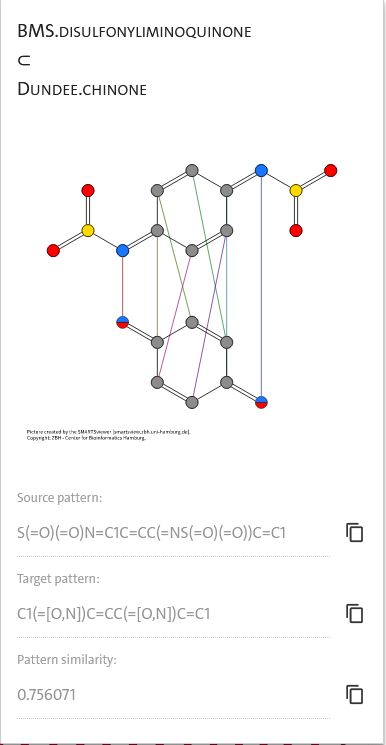 BMS.DISULFONYLIMINOQUINONE
⊂
DUNDEE.CHINONE
Picture created by the SMARTSviewer [smartsview.zbh.uni-hamburg.de].
Copyright: ZBH - Center for Bioinformatics Hamburg.
Source pattern:
S(=O)(=O)N=C1C=CC(=NS(=O)(=O))C=C1
Target pattern:
C1(=[O,N])C=CC(=[O,N])C=C1
Pattern similarity:
0.756071